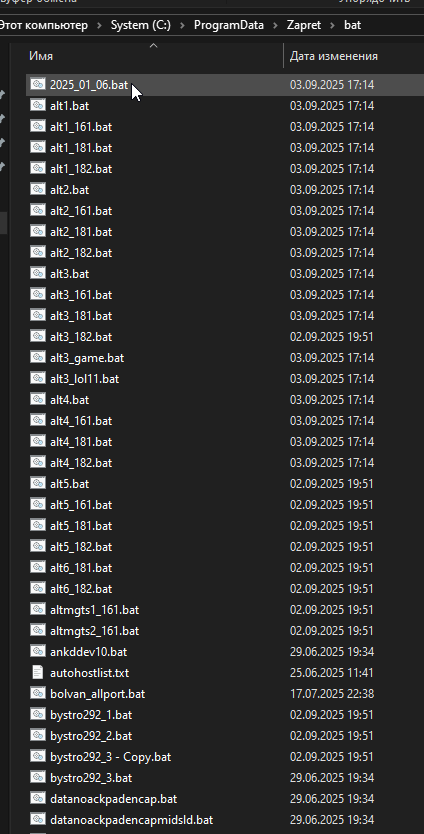 Этот компьютер > System (C:) > ProgramData > Zapret > bat
Имя Дата изменения
2025_01_06.bat 03.09.2025 17:14
alt1.bat 03.09.2025 17:14
alt1_161.bat 03.09.2025 17:14
alt1_181.bat 03.09.2025 17:14
alt1_182.bat 03.09.2025 17:14
alt2.bat 03.09.2025 17:14
alt2_161.bat 03.09.2025 17:14
alt2_181.bat 03.09.2025 17:14
alt2_182.bat 03.09.2025 17:14
alt3.bat 03.09.2025 17:14
alt3_161.bat 03.09.2025 17:14
alt3_181.bat 03.09.2025 17:14
alt3_182.bat 02.09.2025 19:51
alt3_game.bat 03.09.2025 17:14
alt3_lol11.bat 03.09.2025 17:14
alt4.bat 03.09.2025 17:14
alt4_161.bat 03.09.2025 17:14
alt4_181.bat 03.09.2025 17:14
alt4_182.bat 03.09.2025 17:14
alt5.bat 02.09.2025 19:51
alt5_161.bat 02.09.2025 19:51
alt5_181.bat 02.09.2025 19:51
alt5_182.bat 02.09.2025 19:51
alt6_181.bat 02.09.2025 19:51
alt6_182.bat 02.09.2025 19:51
altmgts1_161.bat 02.09.2025 19:51
altmgts2_161.bat 02.09.2025 19:51
ankddev10.bat 29.06.2025 19:34
autohostlist.txt 25.06.2025 11:41
bolvan_allport.bat 17.07.2025 22:38
bystro292_1.bat 02.09.2025 19:51
bystro292_2.bat 02.09.2025 19:51
bystro292_3 - Copy.bat 02.09.2025 19:51
bystro292_3.bat 29.06.2025 19:34
datanoackpadencap.bat 29.06.2025 19:34
datanoackpadencapmidsld.bat 29.06.2025 19:34